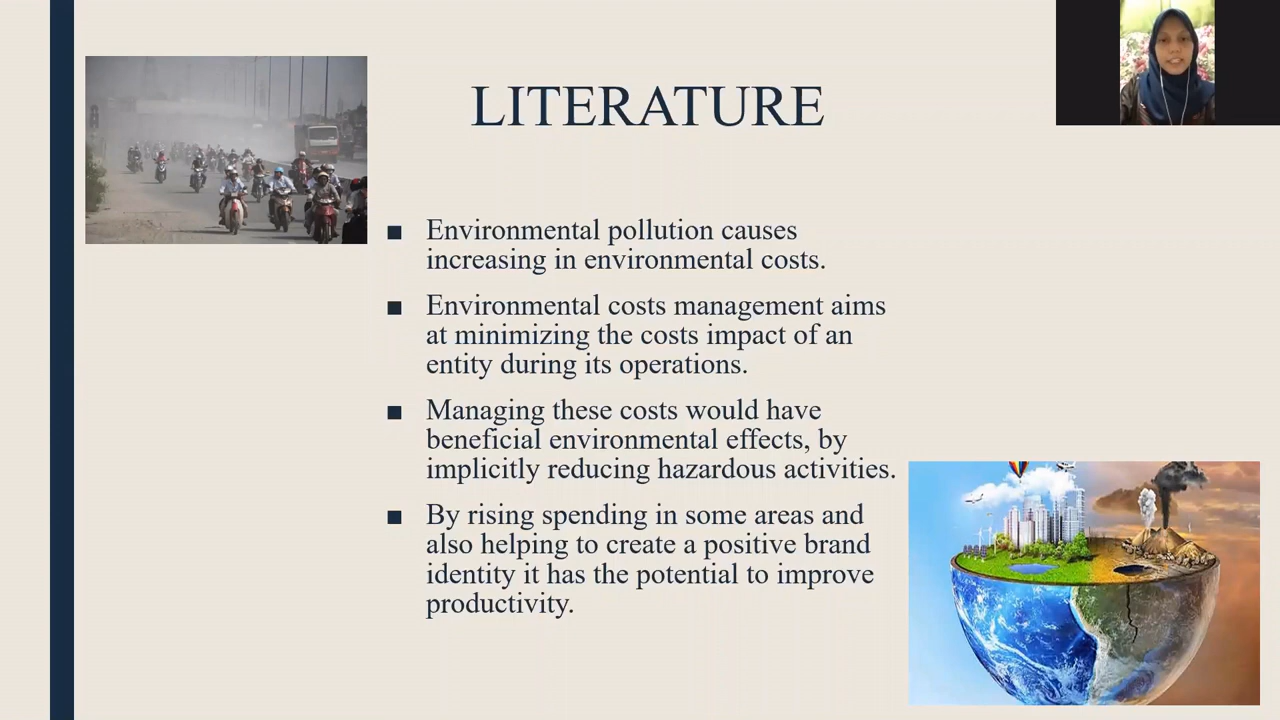 LITERATURE
■ Environmental pollution causes
increasing in environmental costs.
■ Environmental costs management aims
at minimizing the costs impact of an
entity during its operations.
■ Managing these costs would have
beneficial environmental effects, by
implicitly reducing hazardous activities.
■ By rising spending in some areas and
also helping to create a positive brand
identity it has the potential to improve
productivity.